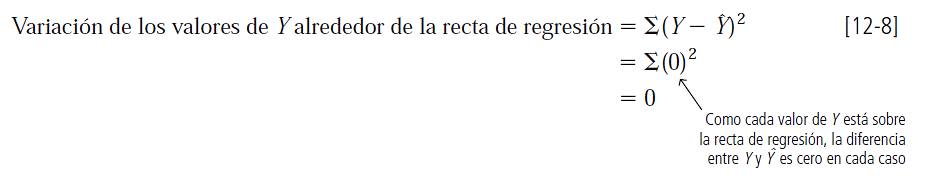 Variación de los valores de Y alrededor de la recta de regresión = Σ(Y − Ŷ)² [12-8]
= Σ(0)²
= 0
Como cada valor de Y está sobre
la recta de regresión, la diferencia
entre Y y Ŷ es cero en cada caso